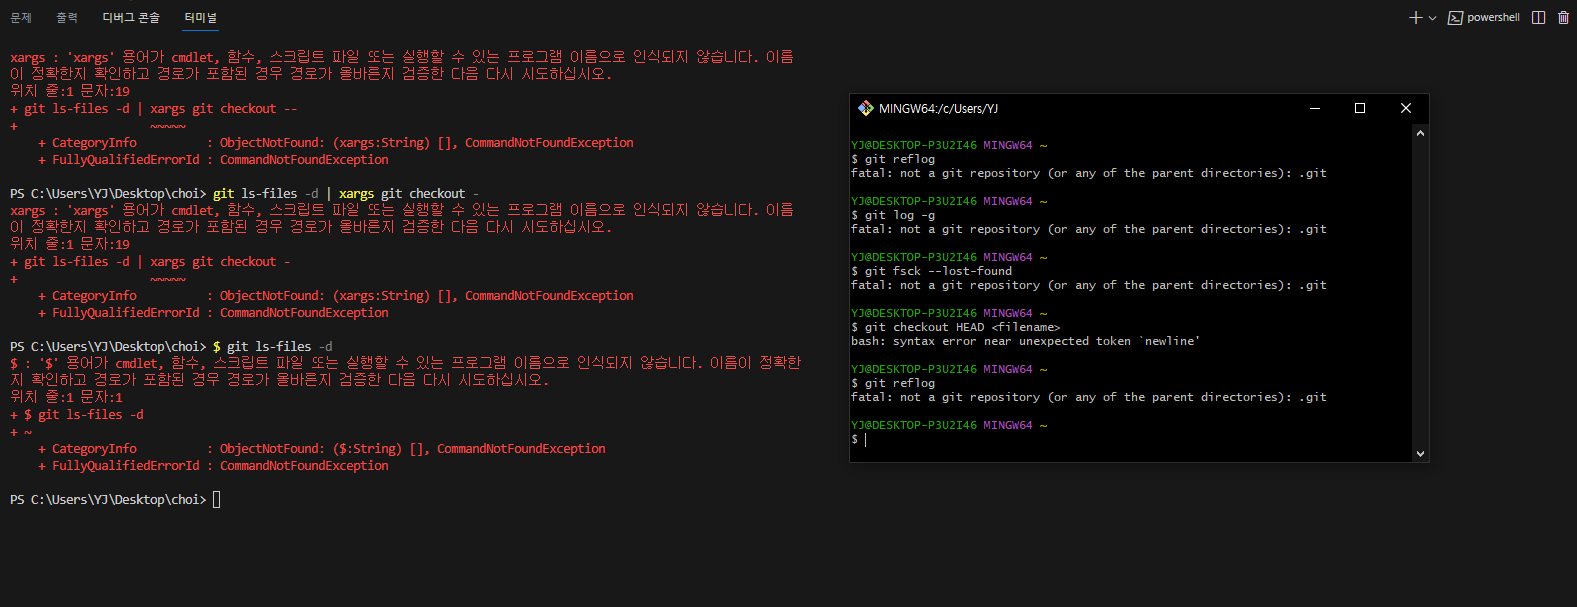 문제 출력 디버그 콘솔 터미널
powershell
xargs : 'xargs' 용어가 cmdlet, 함수, 스크립트 파일 또는 실행할 수 있는 프로그램 이름으로 인식되지 않습니다. 이름
이 정확한지 확인하고 경로가 포함된 경우 경로가 올바른지 검증한 다음 다시 시도하십시오.
위치 줄:1 문자:19
+ git ls-files -d | xargs git checkout --
+                   ~~~~~
    + CategoryInfo          : ObjectNotFound: (xargs:String) [], CommandNotFoundException
    + FullyQualifiedErrorId : CommandNotFoundException
PS C:\Users\YJ\Desktop\choi> git ls-files -d | xargs git checkout -
xargs : 'xargs' 용어가 cmdlet, 함수, 스크립트 파일 또는 실행할 수 있는 프로그램 이름으로 인식되지 않습니다. 이름
이 정확한지 확인하고 경로가 포함된 경우 경로가 올바른지 검증한 다음 다시 시도하십시오.
위치 줄:1 문자:19
+ git ls-files -d | xargs git checkout -
+                   ~~~~~
    + CategoryInfo          : ObjectNotFound: (xargs:String) [], CommandNotFoundException
    + FullyQualifiedErrorId : CommandNotFoundException
PS C:\Users\YJ\Desktop\choi> $ git ls-files -d
$ : '$' 용어가 cmdlet, 함수, 스크립트 파일 또는 실행할 수 있는 프로그램 이름으로 인식되지 않습니다. 이름이 정확한
지 확인하고 경로가 포함된 경우 경로가 올바른지 검증한 다음 다시 시도하십시오.
위치 줄:1 문자:1
+ $ git ls-files -d
+ ~
    + CategoryInfo          : ObjectNotFound: ($:String) [], CommandNotFoundException
    + FullyQualifiedErrorId : CommandNotFoundException
PS C:\Users\YJ\Desktop\choi>
MINGW64:/c/Users/YJ
YJ@DESKTOP-P3U2I46 MINGW64 ~
$ git reflog
fatal: not a git repository (or any of the parent directories): .git
YJ@DESKTOP-P3U2I46 MINGW64 ~
$ git log -g
fatal: not a git repository (or any of the parent directories): .git
YJ@DESKTOP-P3U2I46 MINGW64 ~
$ git fsck --lost-found
fatal: not a git repository (or any of the parent directories): .git
YJ@DESKTOP-P3U2I46 MINGW64 ~
$ git checkout HEAD <filename>
bash: syntax error near unexpected token `newline'
YJ@DESKTOP-P3U2I46 MINGW64 ~
$ git reflog
fatal: not a git repository (or any of the parent directories): .git
YJ@DESKTOP-P3U2I46 MINGW64 ~
$